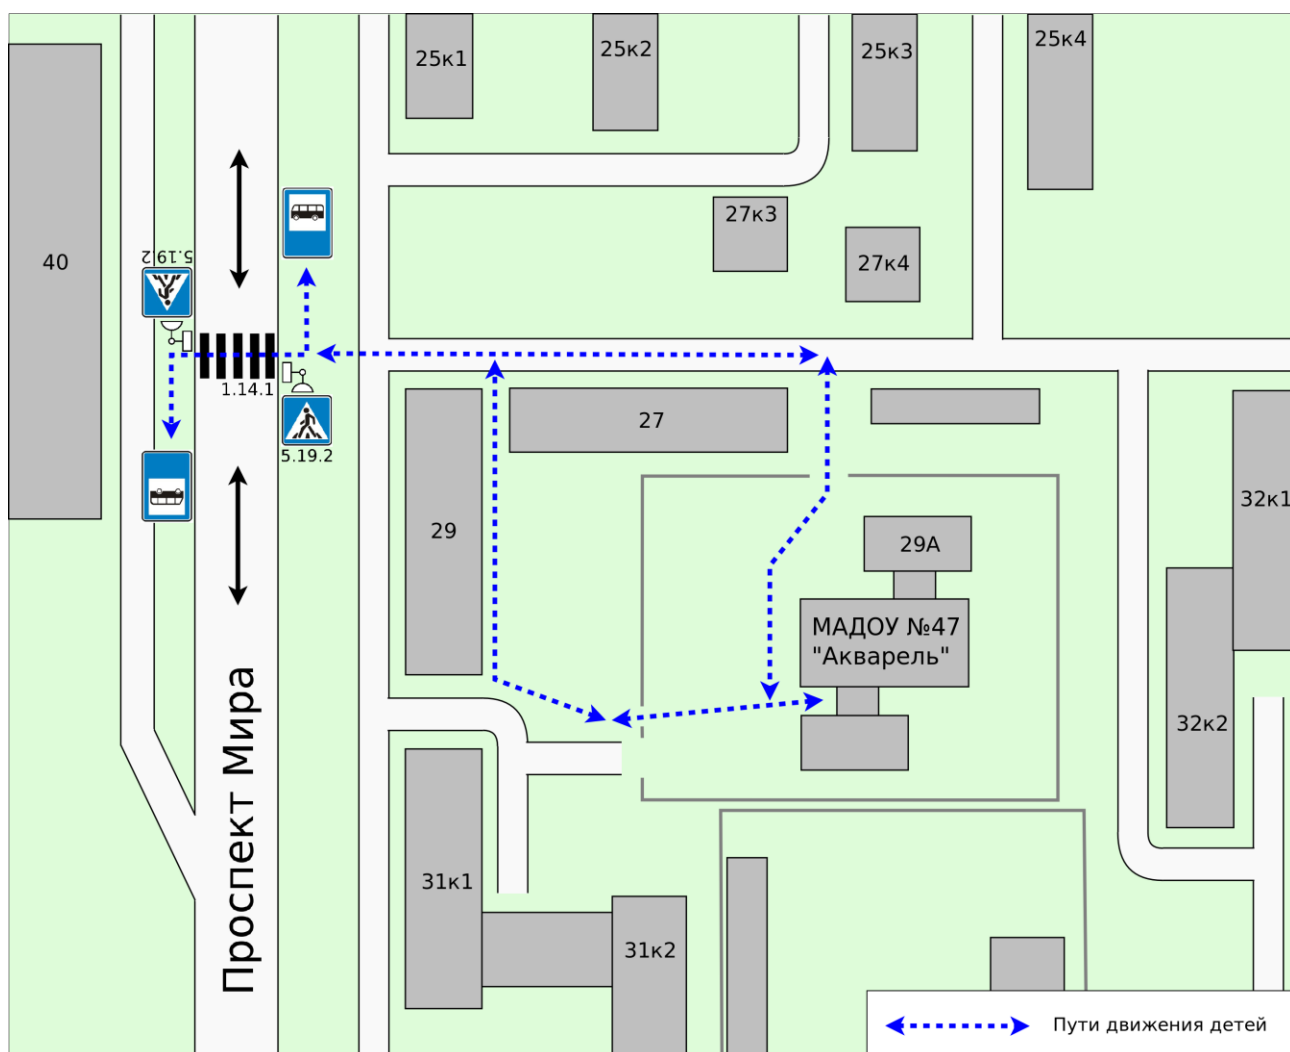 25к1
25к2
25к3
25к4
27к3
27к4
40
5.19.2
1.14.1
5.19.2
27
29
29А
32к1
МАДОУ №47
"Акварель"
32к2
Проспект Мира
31к1
31к2
Пути движения детей